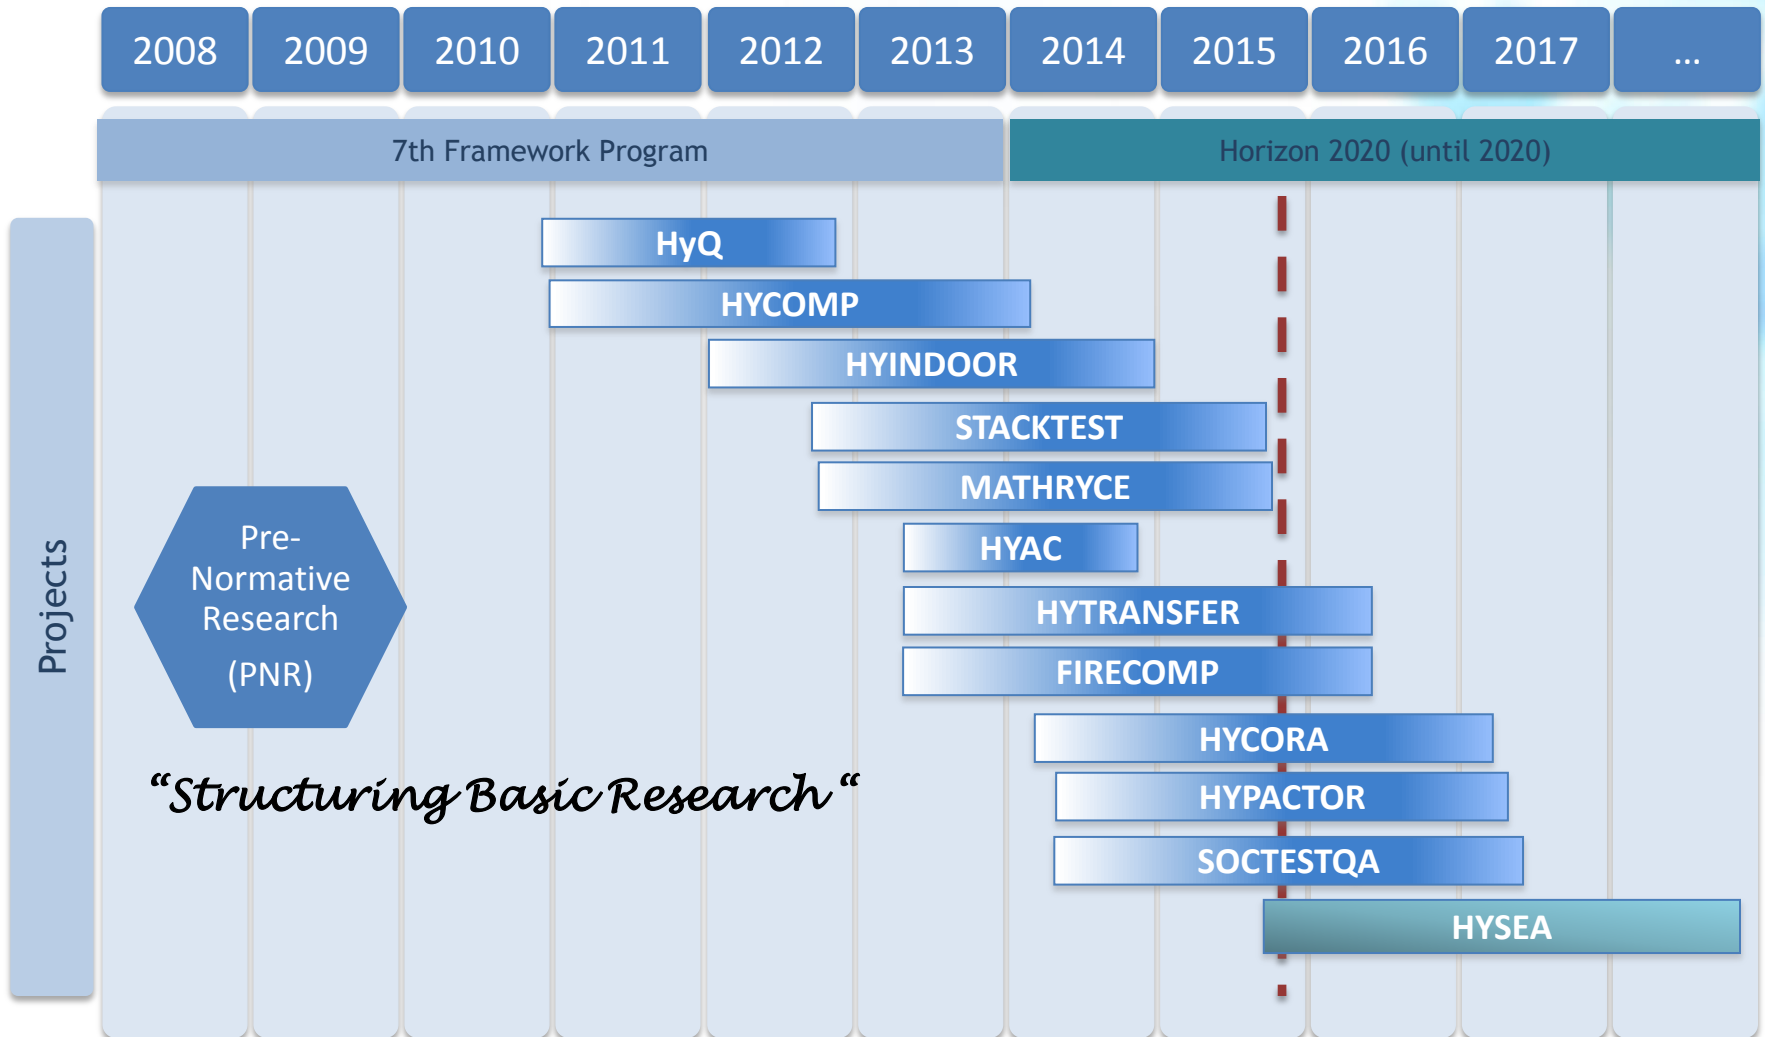 2008 2009 2010 2011 2012 2013 2014 2015 2016 2017 ...
7th Framework Program
Horizon 2020 (until 2020)
Projects
HyQ
HYCOMP
HYINDOOR
STACKTEST
MATHRYCE
HYAC
HYTRANSFER
FIRECOMP
HYCORA
HYPACTOR
SOCTESTQA
HYSEA
Pre-
Normative
Research
(PNR)
“Structuring Basic Research “